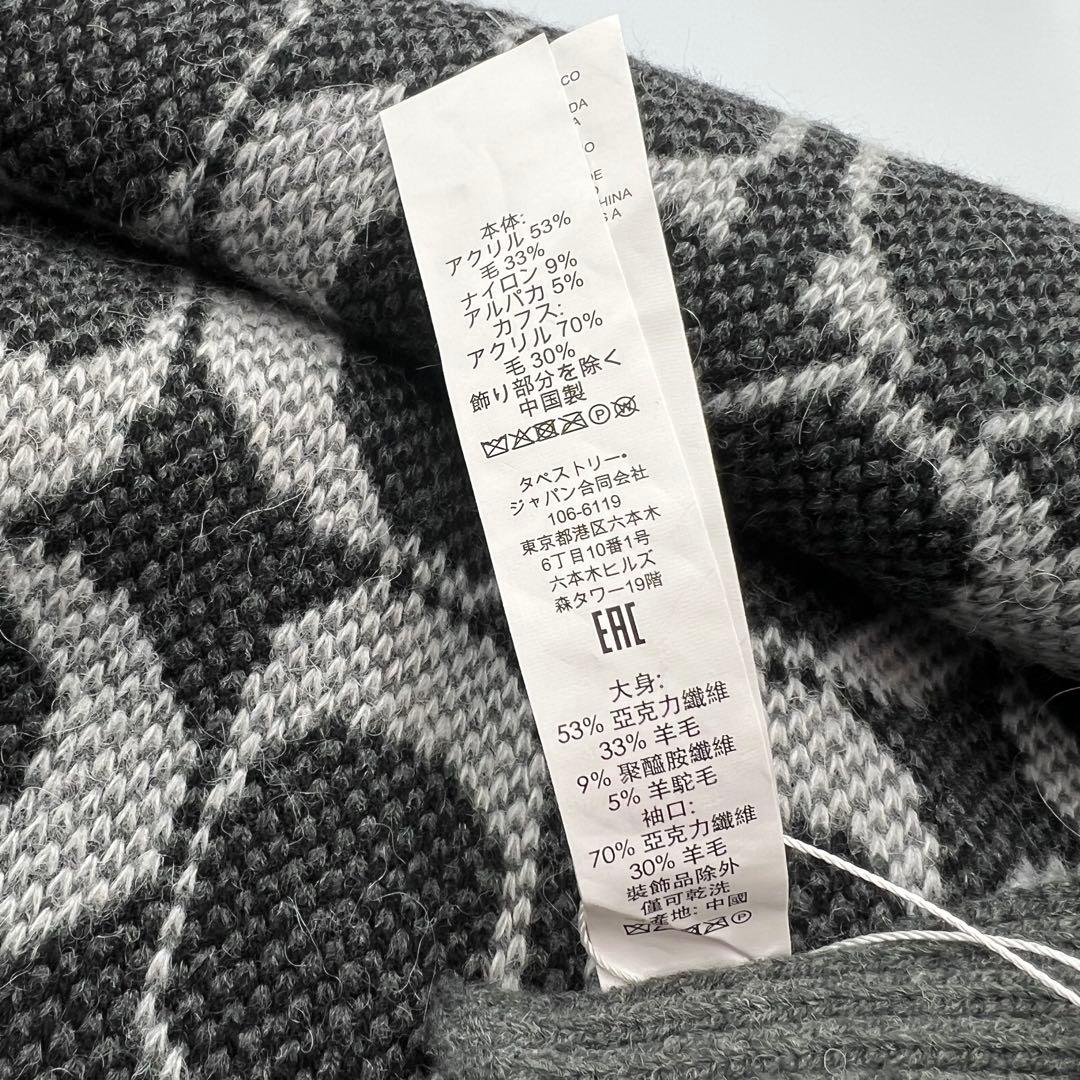 本体:
アクリル 53%
毛 33%
ナイロン 9%
アルパカ 5%
カフス:
アクリル 70%
毛 30%
飾り部分を除く
中国製
タペストリー・
ジャパン合同会社
106-6119
東京都港区六本木
6丁目10番1号
六本木ヒルズ
森タワー19階
EAC
大身:
53% 亞克力纖維
33% 羊毛
9% 聚醯胺纖維
5% 羊駝毛
袖口:
70% 亞克力纖維
30% 羊毛
裝飾品除外
僅可乾洗
產地: 中國
CO
DA
A
O